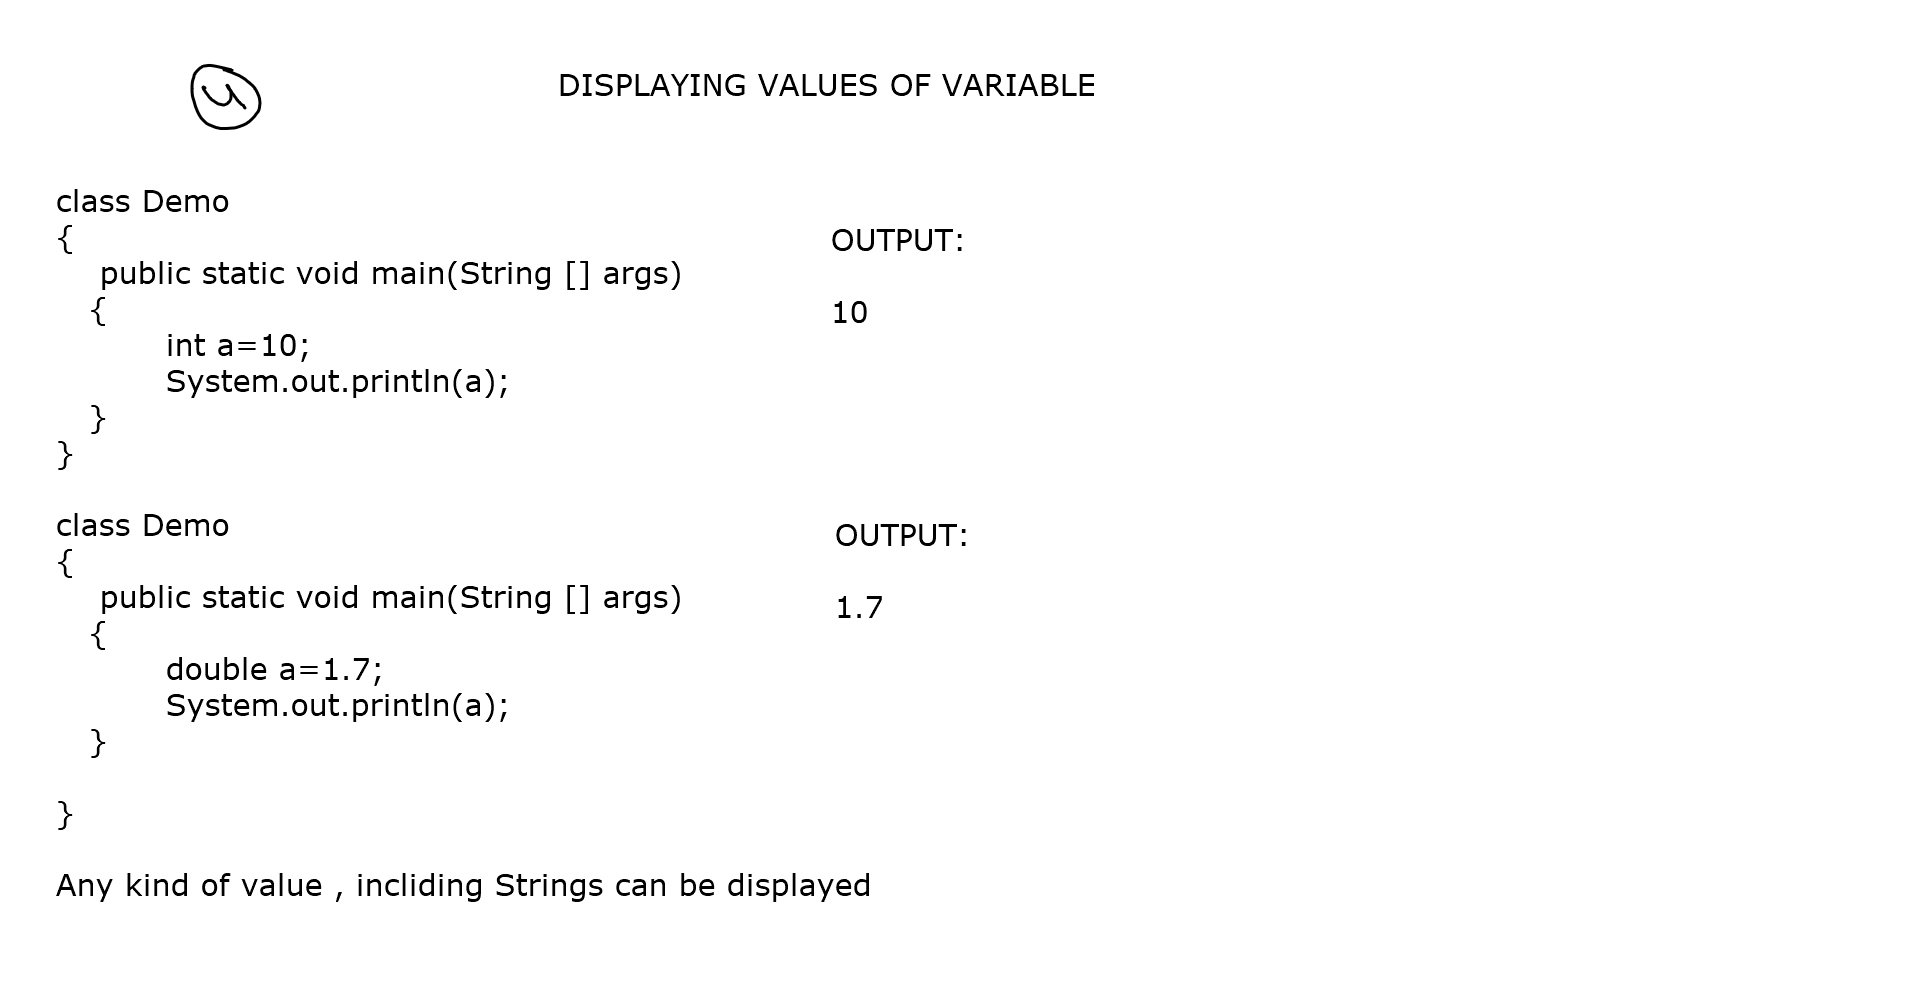 DISPLAYING VALUES OF VARIABLE
class Demo
{
public static void main(String [] args)
{
int a=10;
System.out.println(a);
}
}
OUTPUT:
10
class Demo
{
public static void main(String [] args)
{
double a=1.7;
System.out.println(a);
}
}
OUTPUT:
1.7
Any kind of value , incliding Strings can be displayed